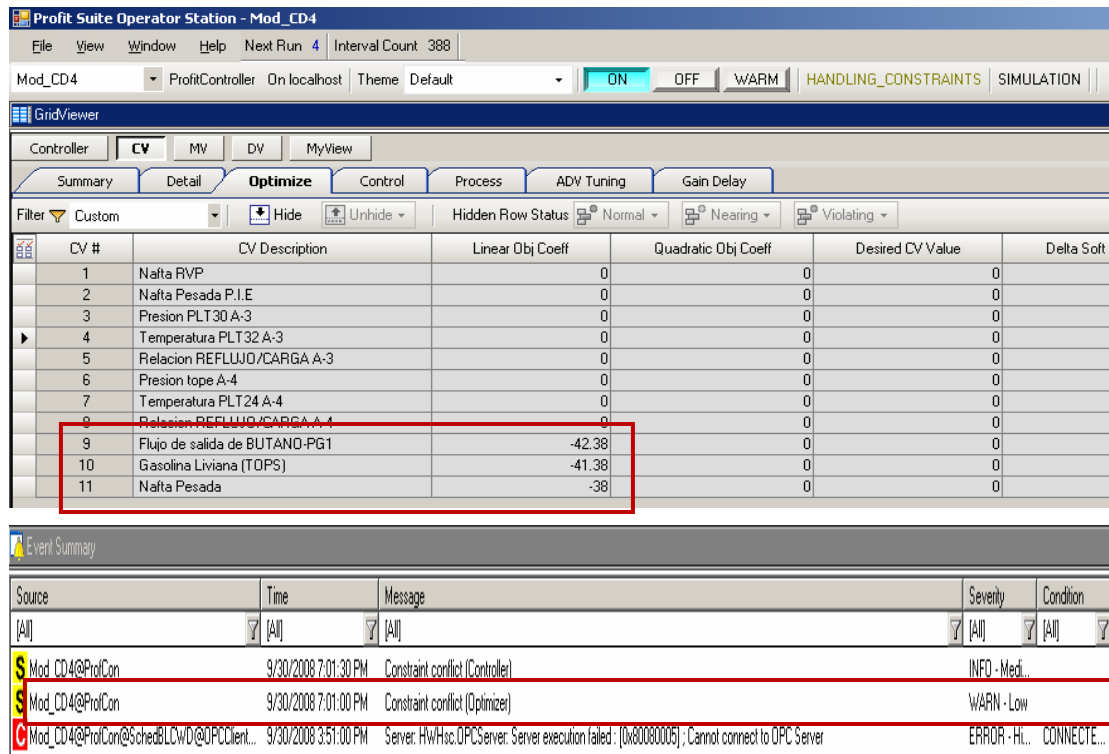 Profit Suite Operator Station - Mod_CD4
File View Window Help Next Run 4 Interval Count 388
Mod_CD4 ProfitController On localhost Theme Default ON OFF WARM HANDLING_CONSTRAINTS SIMULATION
GridViewer
Controller CV MV DV MyView
Summary Detail Optimize Control Process ADV Tuning Gain Delay
Filter Custom Hide Unhide Hidden Row Status Normal Nearing Violating
CV # CV Description Linear Obj Coeff Quadratic Obj Coeff Desired CV Value Delta Soft
1 Nafta RVP 0 0 0
2 Nafta Pesada P.I.E 0 0 0
3 Presion PLT30 A-3 0 0 0
4 Temperatura PLT32 A-3 0 0 0
5 Relacion REFLUJO/CARGA A-3 0 0 0
6 Presion tope A-4 0 0 0
7 Temperatura PLT24 A-4 0 0 0
8 Relacion REFLUJO/CARGA A-4 0 0 0
9 Flujo de salida de BUTANO-PG1 -42.38 0 0
10 Gasolina Liviana (TOPS) -41.38 0 0
11 Nafta Pesada -38 0 0
Event Summary
Source Time Message Severity Condition
[All] [All] [All] [All] [All]
S Mod_CD4@ProfCon 9/30/2008 7:01:30 PM Constraint conflict (Controller) INFO - Medi...
S Mod_CD4@ProfCon 9/30/2008 7:01:00 PM Constraint conflict (Optimizer) WARN - Low
C Mod_CD4@ProfCon@SchedBLCWD@OPCClient... 9/30/2008 3:51:00 PM Server: HWHsc.OPCServer: Server execution failed : [0x80080005] ; Cannot connect to OPC Server ERROR - Hi... CONNECTE...